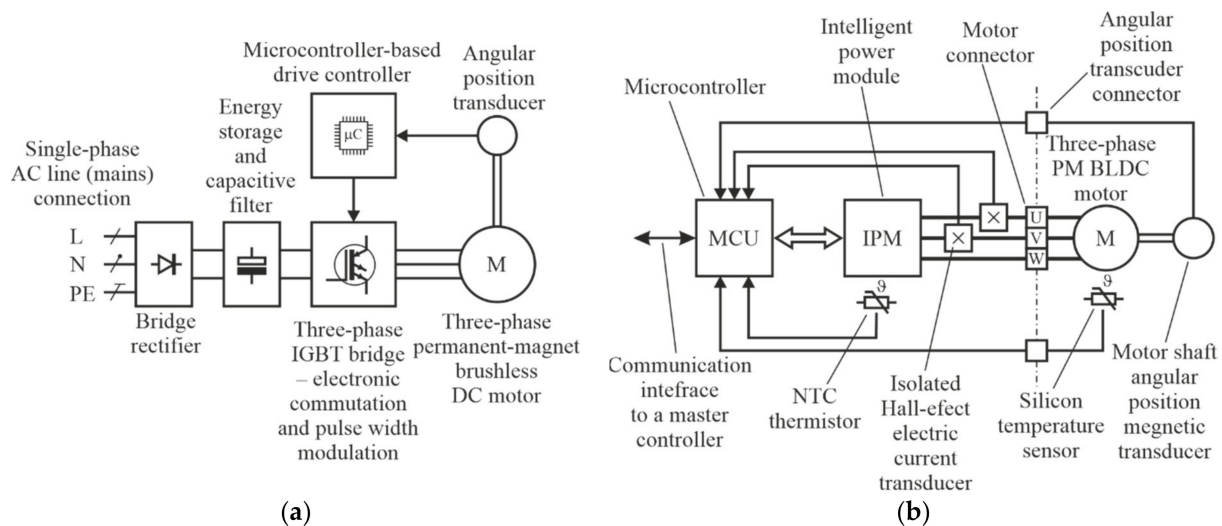 Microcontroller-based
drive controller
Angular
position
transducer
Energy
storage
and
capacitive
filter
μC
Single-phase
AC line (mains)
connection
L
N
PE
M
Bridge
rectifier
Three-phase
IGBT bridge
– electronic
commutation
and pulse width
modulation
Three-phase
permanent-magnet
brushless
DC motor
(a)
Intelligent
power
module
Motor
connector
Angular
position
transcuder
connector
Microcontroller
Three-phase
PM BLDC
motor
MCU
IPM
×
×
U
V
W
M
ϑ
ϑ
Communication
intefrace
to a master
controller
NTC
thermistor
Isolated
Hall-efect
electric
current
transducer
Silicon
temperature
sensor
Motor shaft
angular
position
megnetic
transducer
(b)